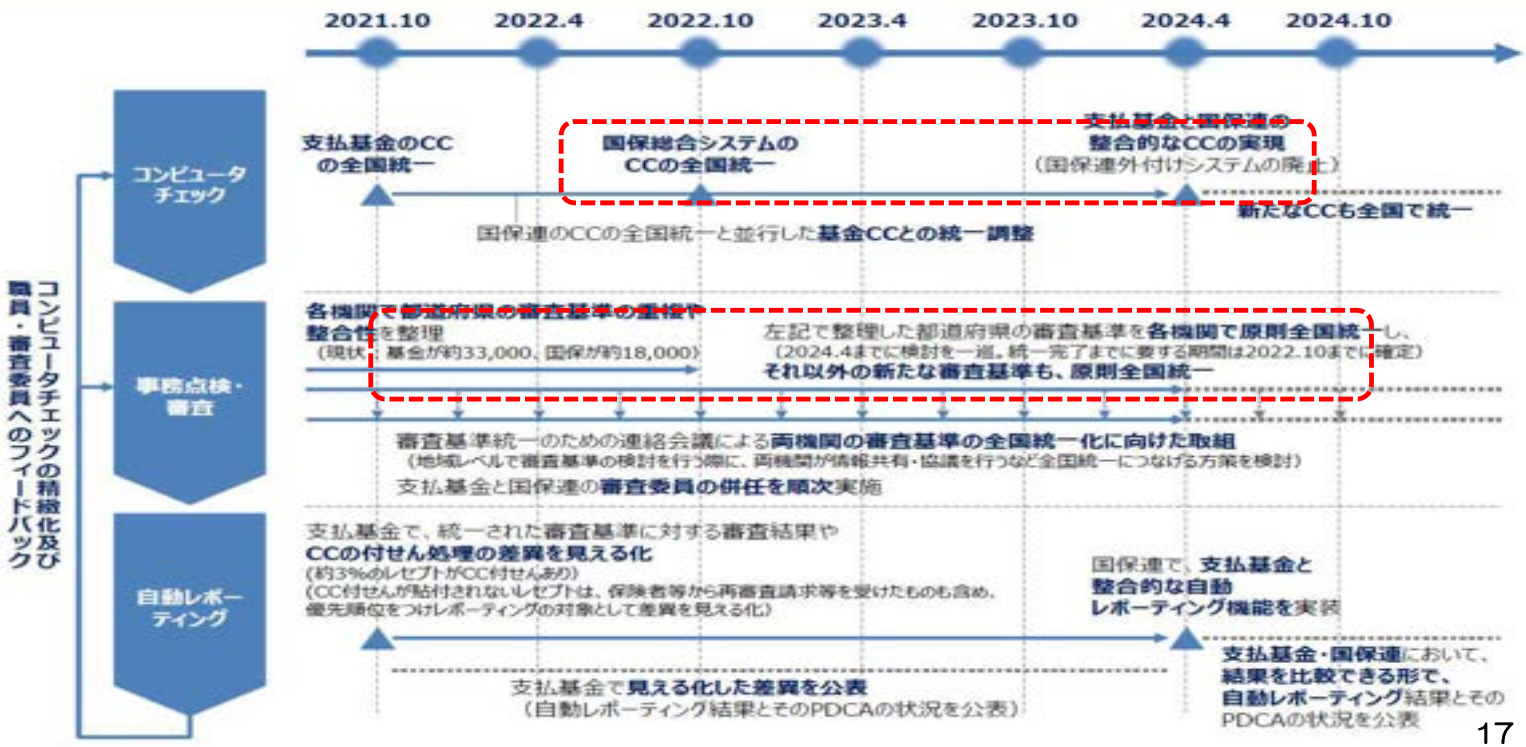 2021.10 2022.4 2022.10 2023.4 2023.10 2024.4 2024.10
コンピュータ
チェック
支払基金のCC
の全国統一
国保総合システムの
CCの全国統一
支払基金と国保連の
整合的なCCの実現
（国保連外付けシステムの廃止）
新たなCCも全国で統一
国保連のCCの全国統一と並行した基金CCとの統一調整
コンピュータチェックの精緻化及び
職員・審査委員へのフィードバック
事務点検・
審査
各機関で都道府県の審査基準の重複や
整合性を整理
（現状：基金が約33,000、国保が約18,000）
左記で整理した都道府県の審査基準を各機関で原則全国統一し、
（2024.4までに検討を一巡。統一完了までに要する期間は2022.10までに確定）
それ以外の新たな審査基準も、原則全国統一
審査基準統一のための連絡会議による両機関の審査基準の全国統一化に向けた取組
（地域レベルで審査基準の検討を行う際に、両機関が情報共有・協議を行うなど全国統一につなげる方策を検討）
支払基金と国保連の審査委員の併任を順次実施
自動レポー
ティング
支払基金で、統一された審査基準に対する審査結果や
CCの付せん処理の差異を見える化
（約3%のレセプトがCC付せんあり）
（CC付せんが貼付されないレセプトは、保険者等から再審査請求等を受けたものも含め、
優先順位をつけレポーティングの対象として差異を見える化）
国保連で、支払基金と
整合的な自動
レポーティング機能を実装
支払基金で見える化した差異を公表
（自動レポーティング結果とそのPDCAの状況を公表）
支払基金・国保連において、
結果を比較できる形で、
自動レポーティング結果とその
PDCAの状況を公表
17